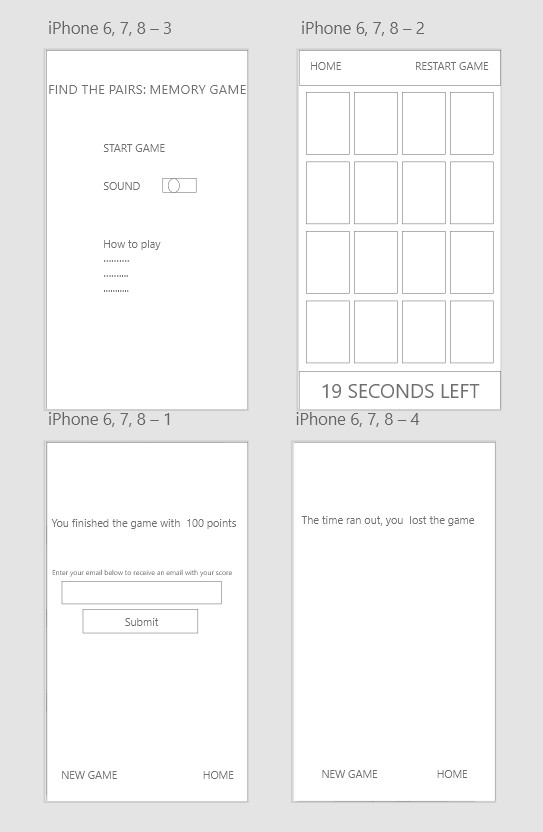 iPhone 6, 7, 8 – 3
FIND THE PAIRS: MEMORY GAME
START GAME
SOUND
How to play
..........
..........
...........
iPhone 6, 7, 8 – 2
HOME RESTART GAME
19 SECONDS LEFT
iPhone 6, 7, 8 – 1
You finished the game with 100 points
Enter your email below to receive an email with your score
Submit
NEW GAME HOME
iPhone 6, 7, 8 – 4
The time ran out, you lost the game
NEW GAME HOME